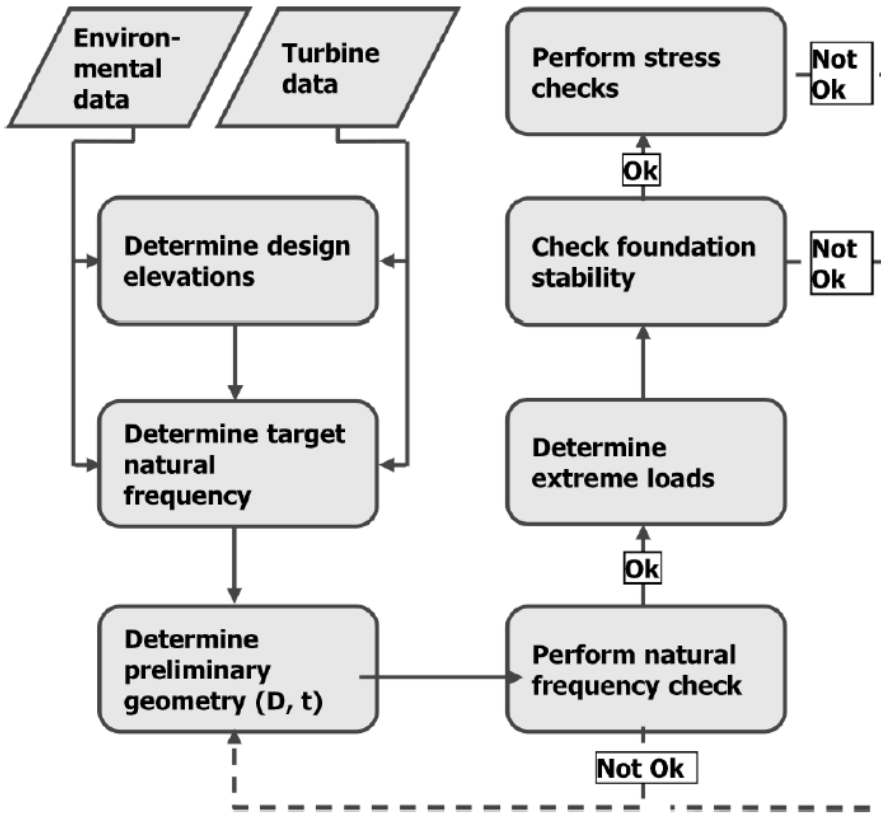 Environ-
mental
data
Turbine
data
Determine design
elevations
Determine target
natural
frequency
Determine
preliminary
geometry (D, t)
Perform stress
checks
Not
Ok
Ok
Check foundation
stability
Not
Ok
Determine
extreme loads
Ok
Perform natural
frequency check
Not Ok